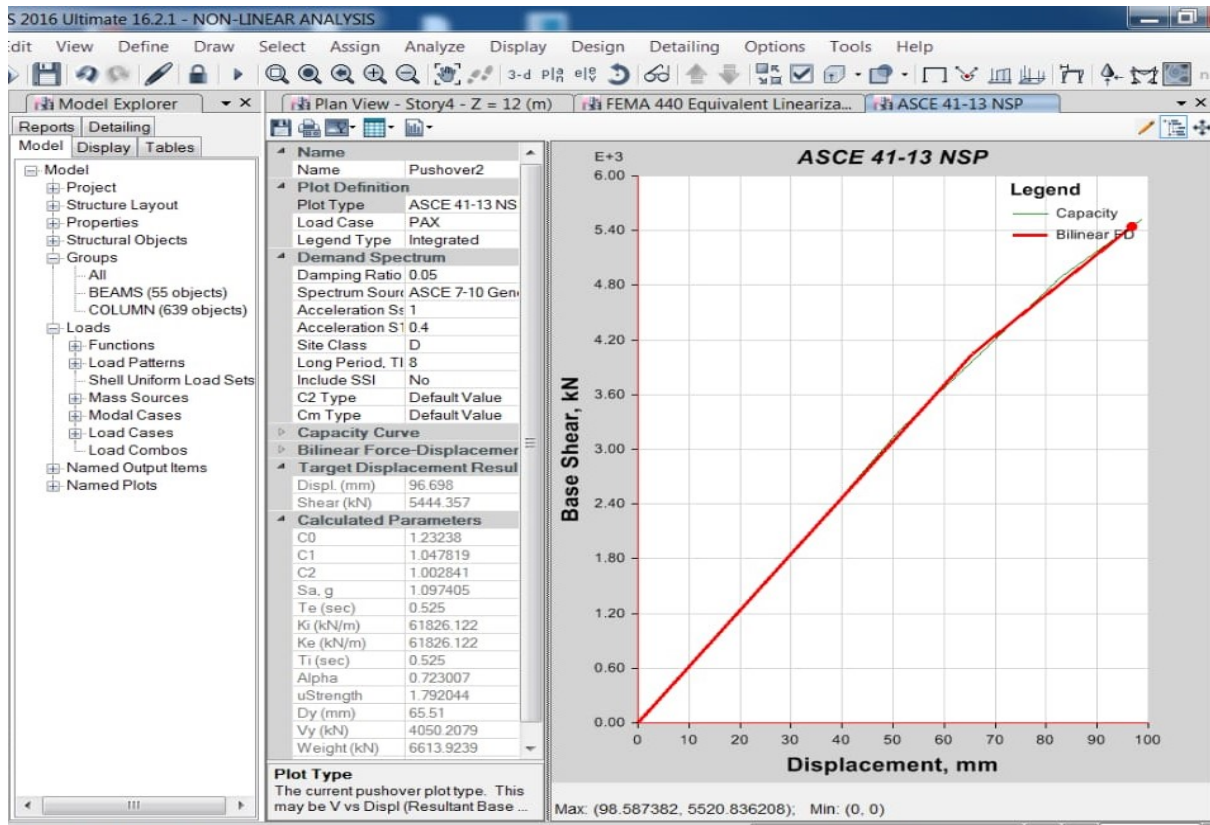 S 2016 Ultimate 16.2.1 - NON-LINEAR ANALYSIS
dit View Define Draw Select Assign Analyze Display Design Detailing Options Tools Help
3-d
Model Explorer
Plan View - Story4 - Z = 12 (m)
FEMA 440 Equivalent Lineariza...
ASCE 41-13 NSP
Reports Detailing
Model Display Tables
Model
Project
Structure Layout
Properties
Structural Objects
Groups
All
BEAMS (55 objects)
COLUMN (639 objects)
Loads
Functions
Load Patterns
Shell Uniform Load Sets
Mass Sources
Modal Cases
Load Cases
Load Combos
Named Output Items
Named Plots
Name
Name Pushover2
Plot Definition
Plot Type ASCE 41-13 NS
Load Case PAX
Legend Type Integrated
Demand Spectrum
Damping Ratio 0.05
Spectrum Sourc ASCE 7-10 Gen
Acceleration Ss 1
Acceleration S1 0.4
Site Class D
Long Period, Tl 8
Include SSI No
C2 Type Default Value
Cm Type Default Value
Capacity Curve
Bilinear Force-Displacemer
Target Displacement Resul
Displ. (mm) 96.698
Shear (kN) 5444.357
Calculated Parameters
C0 1.23238
C1 1.047819
C2 1.002841
Sa, g 1.097405
Te (sec) 0.525
Ki (kN/m) 61826.122
Ke (kN/m) 61826.122
Ti (sec) 0.525
Alpha 0.723007
uStrength 1.792044
Dy (mm) 65.51
Vy (kN) 4050.2079
Weight (kN) 6613.9239
Plot Type
The current pushover plot type. This
may be V vs Displ (Resultant Base ...
ASCE 41-13 NSP
E+3
6.00
5.40
4.80
4.20
3.60
3.00
2.40
1.80
1.20
0.60
0.00
Base Shear, kN
Legend
Capacity
Bilinear FD
0 10 20 30 40 50 60 70 80 90 100
Displacement, mm
Max: (98.587382, 5520.836208); Min: (0, 0)